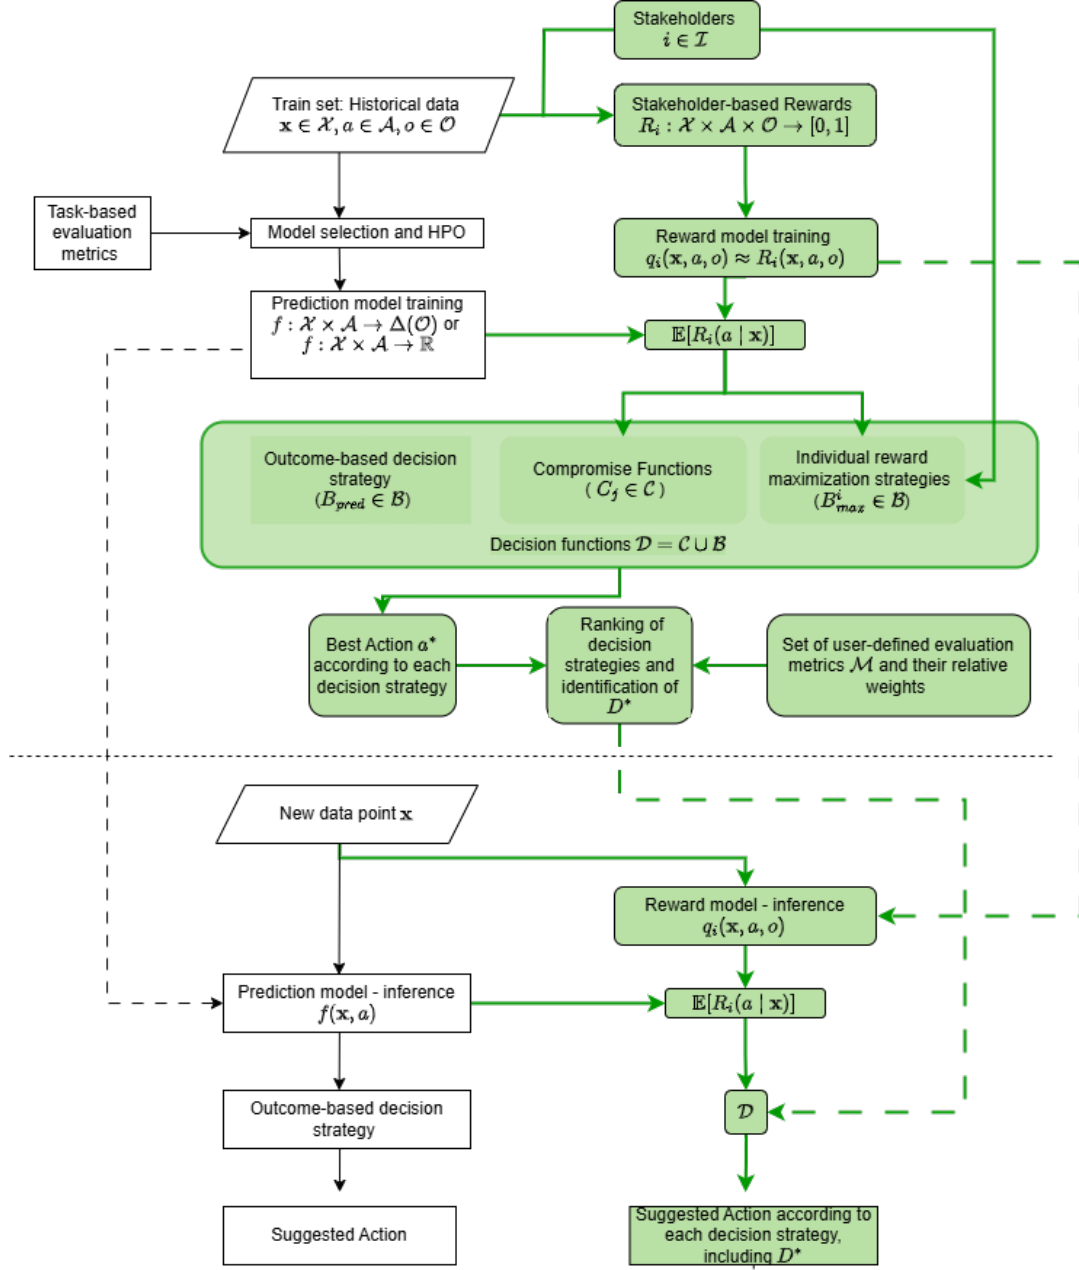 Stakeholders
i ∈ 𝓘
Train set: Historical data
𝐱 ∈ 𝒳, a ∈ 𝒜, o ∈ 𝒪
Stakeholder-based Rewards
R_i : 𝒳 × 𝒜 × 𝒪 → [0, 1]
Task-based
evaluation
metrics
Model selection and HPO
Reward model training
q_i(𝐱, a, o) ≈ R_i(𝐱, a, o)
Prediction model training
f : 𝒳 × 𝒜 → Δ(𝒪) or
f : 𝒳 × 𝒜 → ℝ
𝔼[R_i(a | 𝐱)]
Outcome-based decision
strategy
(B_pred ∈ ℬ)
Compromise Functions
( C_j ∈ 𝒞 )
Individual reward
maximization strategies
(B^i_max ∈ ℬ)
Decision functions 𝒟 = 𝒞 ∪ ℬ
Best Action a*
according to each
decision strategy
Ranking of
decision
strategies and
identification of
D*
Set of user-defined evaluation
metrics ℳ and their relative
weights
New data point 𝐱
Reward model - inference
q_i(𝐱, a, o)
Prediction model - inference
f(𝐱, a)
𝔼[R_i(a | 𝐱)]
Outcome-based decision
strategy
𝒟
Suggested Action
Suggested Action according to
each decision strategy,
including D*